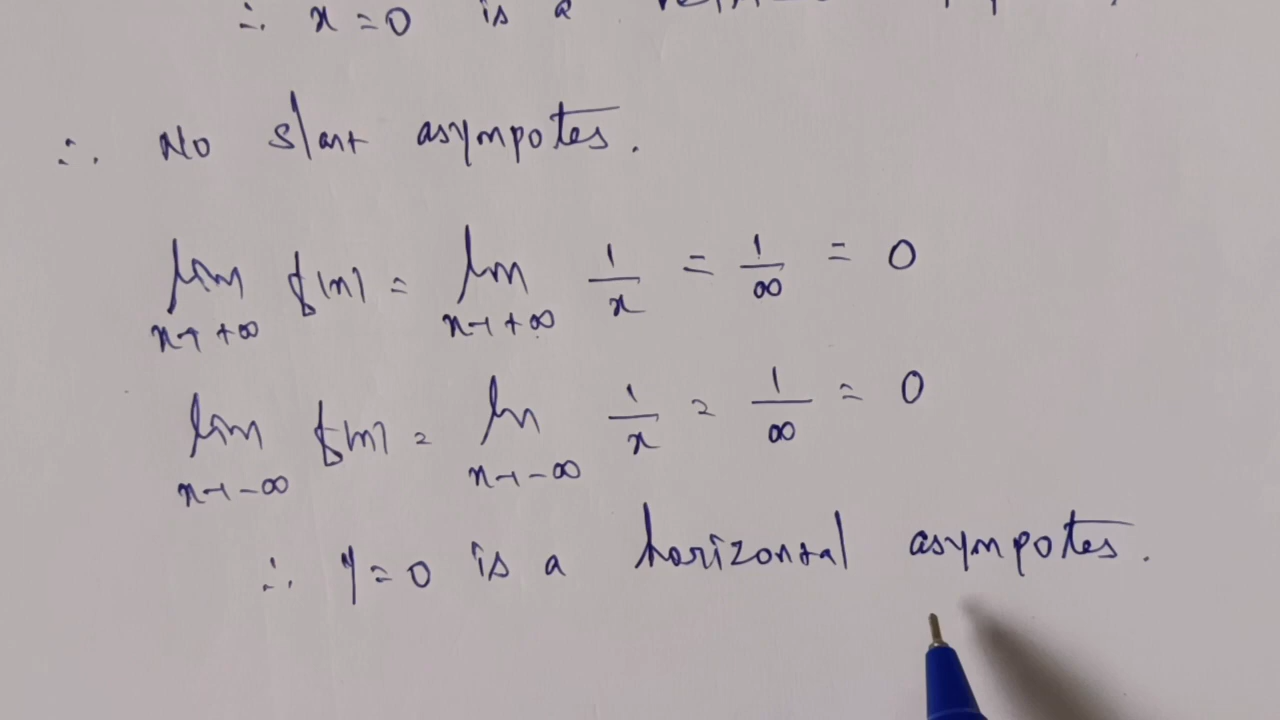 ∴ x = 0 is a
∴ No slant asympotes.
lim x→+∞ f(x) = lim x→+∞ 1/x = 1/∞ = 0
lim x→-∞ f(x) = lim x→-∞ 1/x = 1/∞ = 0
∴ y = 0 is a horizontal asympotes.